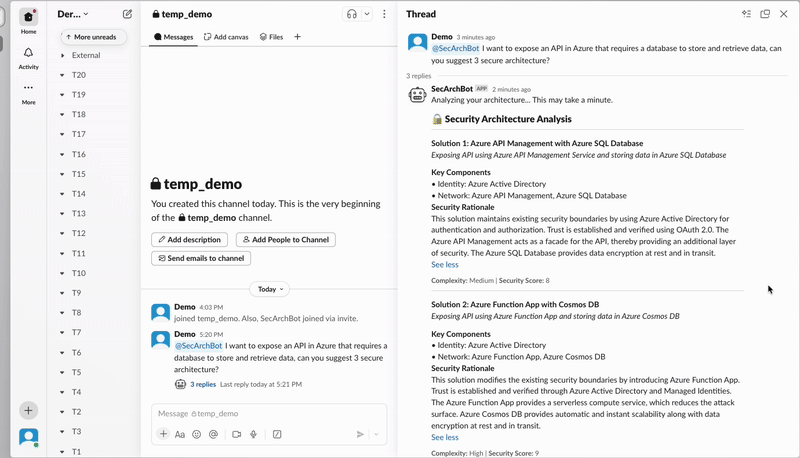 Home
Activity
More
Der...
More unreads
External
T20
T19
T18
T17
T16
T15
T14
T13
T12
T11
T10
T9
T8
T7
T6
T5
T4
T2
T3
T1
temp_demo
Messages
Add canvas
Files
temp_demo
You created this channel today. This is the very beginning
of the temp_demo channel.
Add description
Add People to Channel
Send emails to channel
Today
Demo 4:03 PM
joined temp_demo. Also, SecArchBot joined via invite.
Demo 5:20 PM
@SecArchBot I want to expose an API in Azure that requires a
database to store and retrieve data, can you suggest 3 secure
architecture?
3 replies Last reply today at 5:21 PM
Message temp_demo
Aa
Thread
Demo 3 minutes ago
@SecArchBot I want to expose an API in Azure that requires a database to store and retrieve data, can
you suggest 3 secure architecture?
3 replies
SecArchBot APP 2 minutes ago
Analyzing your architecture... This may take a minute.
Security Architecture Analysis
Solution 1: Azure API Management with Azure SQL Database
Exposing API using Azure API Management Service and storing data in Azure SQL Database
Key Components
• Identity: Azure Active Directory
• Network: Azure API Management, Azure SQL Database
Security Rationale
This solution maintains existing security boundaries by using Azure Active Directory for
authentication and authorization. Trust is established and verified using OAuth 2.0. The
Azure API Management acts as a facade for the API, thereby providing an additional layer
of security. The Azure SQL Database provides data encryption at rest and in transit.
See less
Complexity: Medium | Security Score: 8
Solution 2: Azure Function App with Cosmos DB
Exposing API using Azure Function App and storing data in Azure Cosmos DB
Key Components
• Identity: Azure Active Directory
• Network: Azure Function App, Azure Cosmos DB
Security Rationale
This solution modifies the existing security boundaries by introducing Azure Function App.
Trust is established and verified through Azure Active Directory and Managed Identities.
The Azure Function App provides a serverless compute service, which reduces the attack
surface. Azure Cosmos DB provides automatic and instant scalability along with data
encryption at rest and in transit.
See less
Complexity: High | Security Score: 9